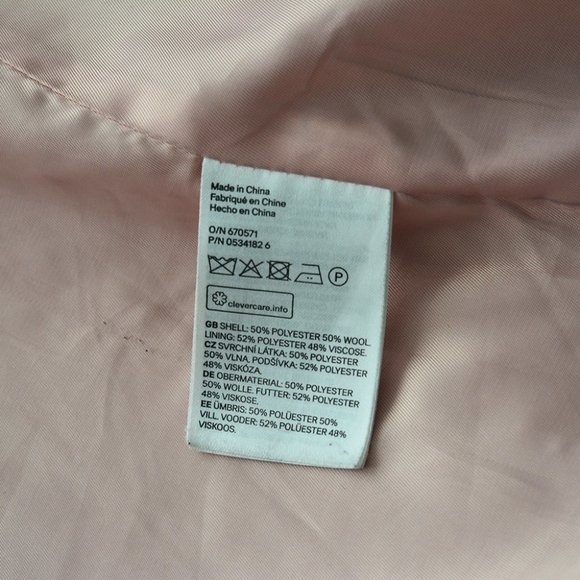 Made in China
Fabriqué en Chine
Hecho en China
O/N 670571
P/N 0534182 6
P
clevercare.info
GB SHELL: 50% POLYESTER 50% WOOL.
LINING: 52% POLYESTER 48% VISCOSE.
CZ SVRCHNÍ LÁTKA: 50% POLYESTER
50% VLNA. PODŠÍVKA: 52% POLYESTER
48% VISKÓZA.
DE OBERMATERIAL: 50% POLYESTER
50% WOLLE. FUTTER: 52% POLYESTER
48% VISKOSE.
EE ÜMBRIS: 50% POLÜESTER 50%
VILL. VOODER: 52% POLÜESTER 48%
VISKOOS.